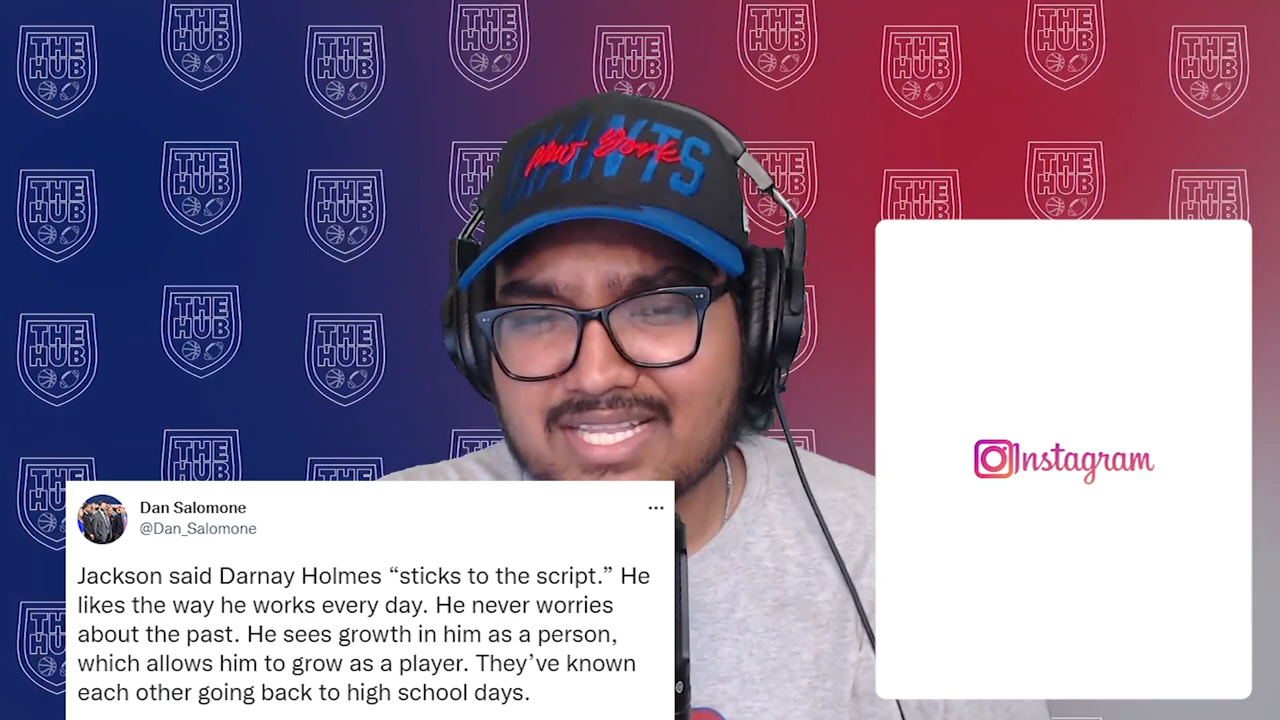 THE HUB
New York
GIANTS
Dan Salomone
@Dan_Salomone
Jackson said Darnay Holmes “sticks to the script.” He
likes the way he works every day. He never worries
about the past. He sees growth in him as a person,
which allows him to grow as a player. They’ve known
each other going back to high school days.
Instagram